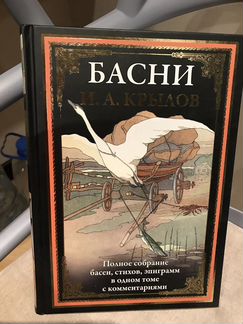 БАСНИ
И. А. КРЫЛОВ
Полное собрание
басен, стихов, эпиграмм
в одном томе
с комментариями